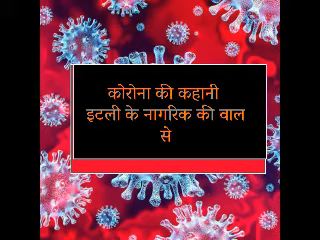 कोरोना की कहानी
इटली के नागरिक की वाल
से